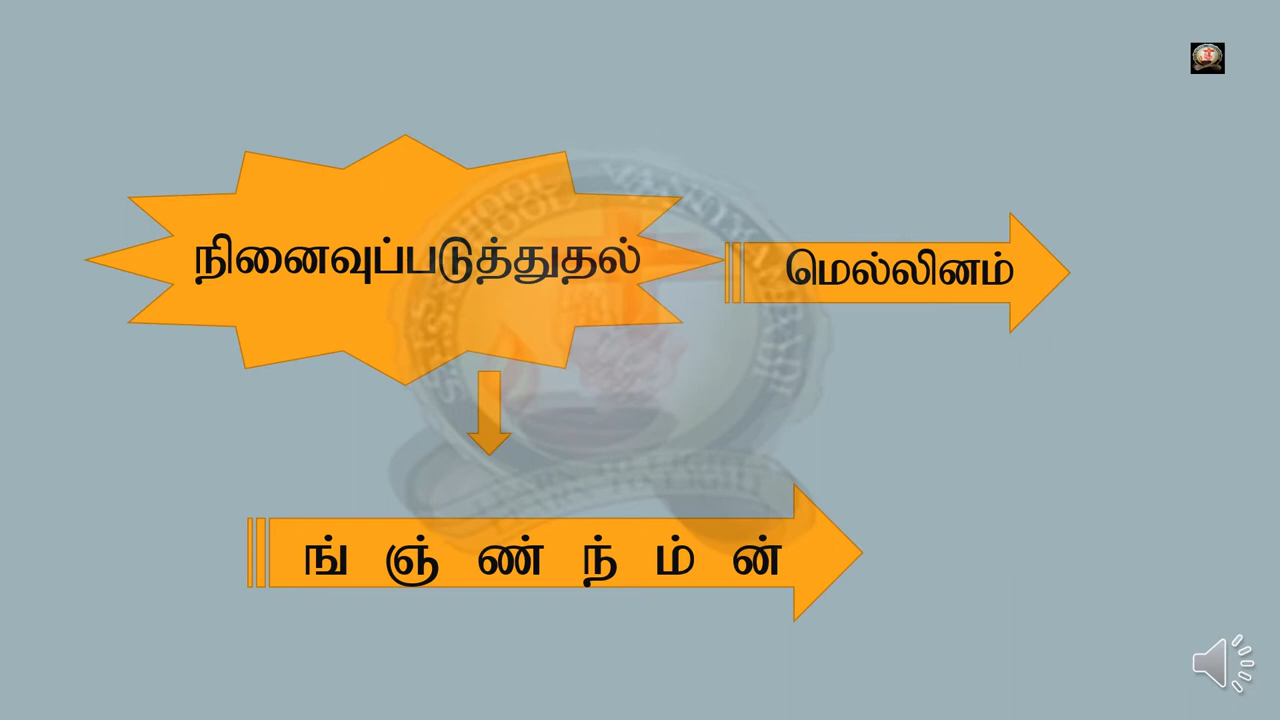 நினைவுப்படுத்துதல்
மெல்லினம்
ங் ஞ் ண் ந் ம் ன்